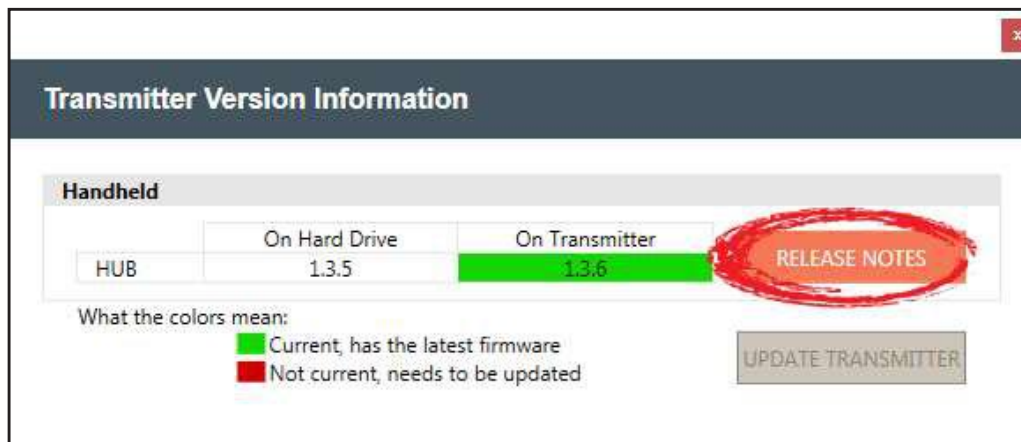 x
Transmitter Version Information
Handheld
On Hard Drive On Transmitter
HUB 1.3.5 1.3.6 RELEASE NOTES
What the colors mean:
Current, has the latest firmware
Not current, needs to be updated
UPDATE TRANSMITTER